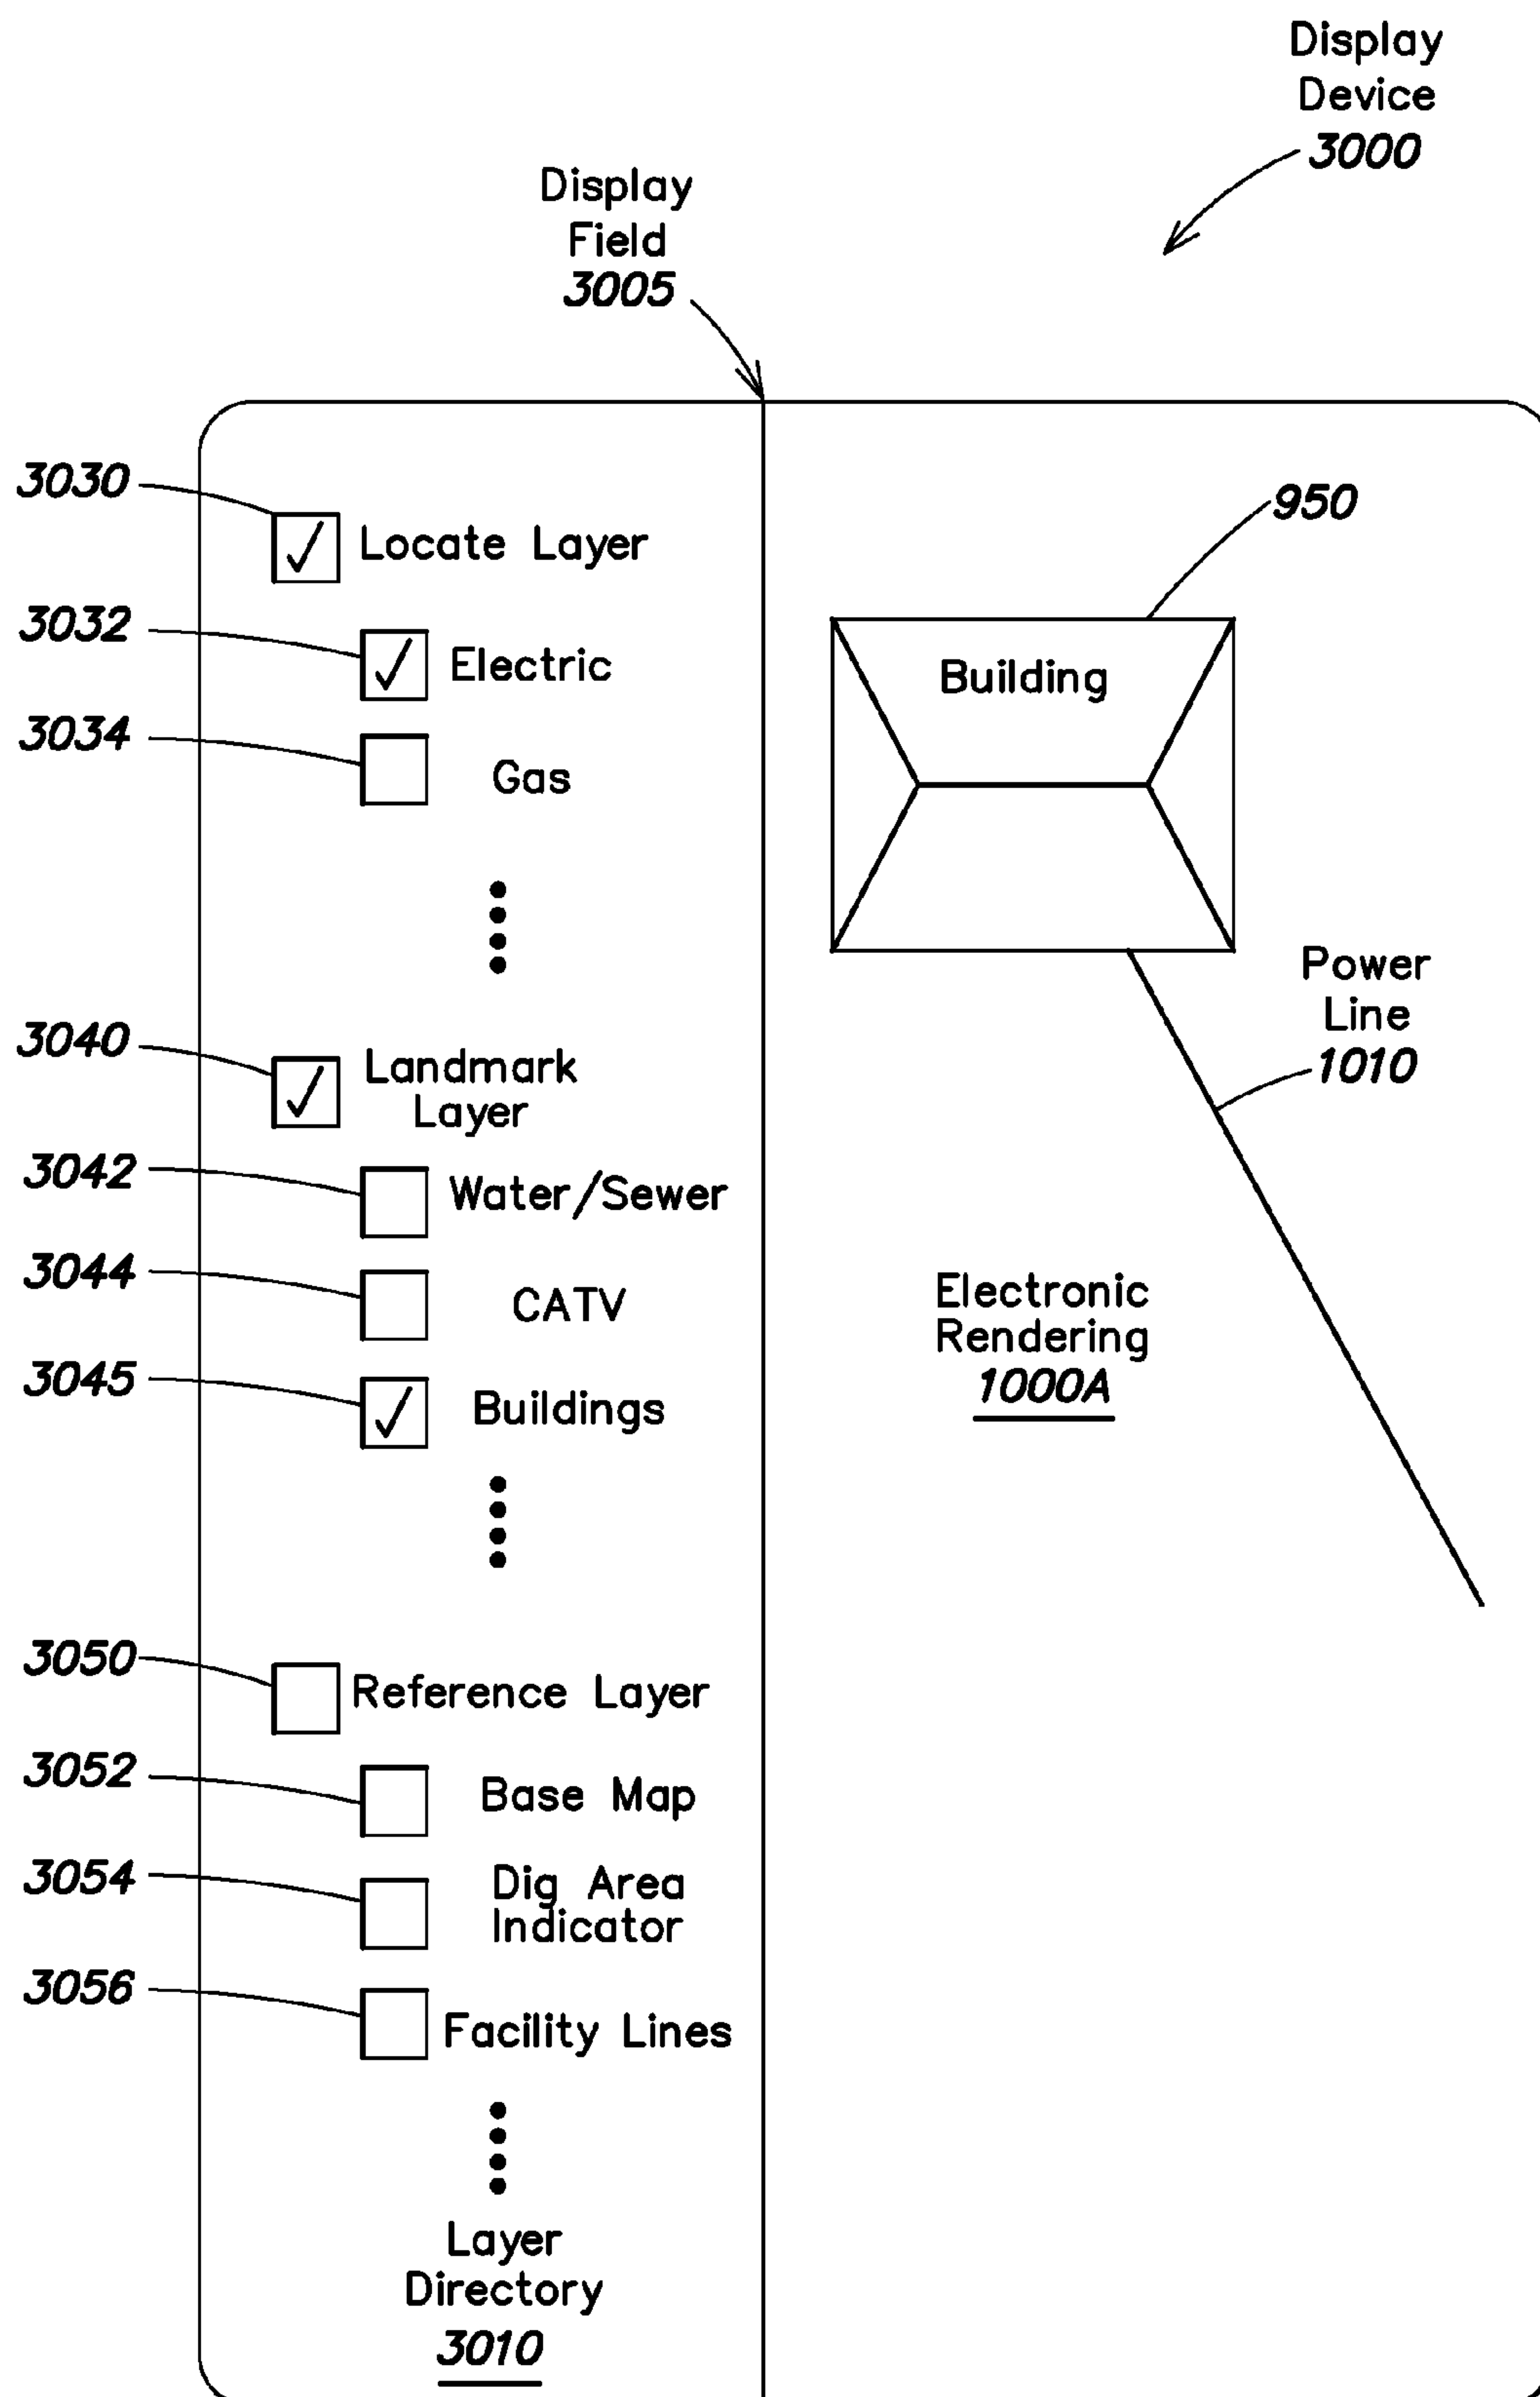 Display
Device
3000
Display
Field
3005
3030
Locate Layer
3032
Electric
3034
Gas
3040
Landmark
Layer
3042
Water/Sewer
3044
CATV
3045
Buildings
3050
Reference Layer
3052
Base Map
3054
Dig Area
Indicator
3056
Facility Lines
Layer
Directory
3010
950
Building
Power
Line
1010
Electronic
Rendering
1000A